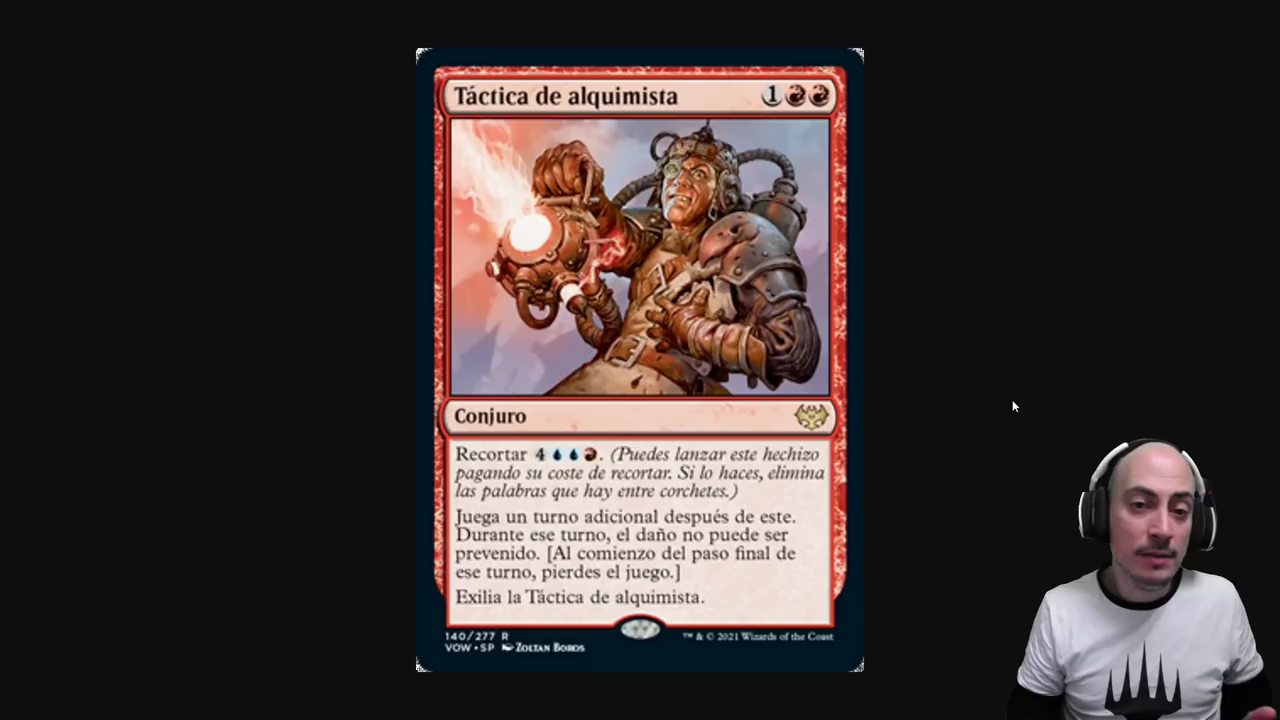 Táctica de alquimista 1
Conjuro
Recortar 4. (Puedes lanzar este hechizo
pagando su coste de recortar. Si lo haces, elimina
las palabras que hay entre corchetes.)
Juega un turno adicional después de este.
Durante ese turno, el daño no puede ser
prevenido. [Al comienzo del paso final de
ese turno, pierdes el juego.]
Exilia la Táctica de alquimista.
140/277 R
VOW • SP Zoltan Boros
™ & © 2021 Wizards of the Coast